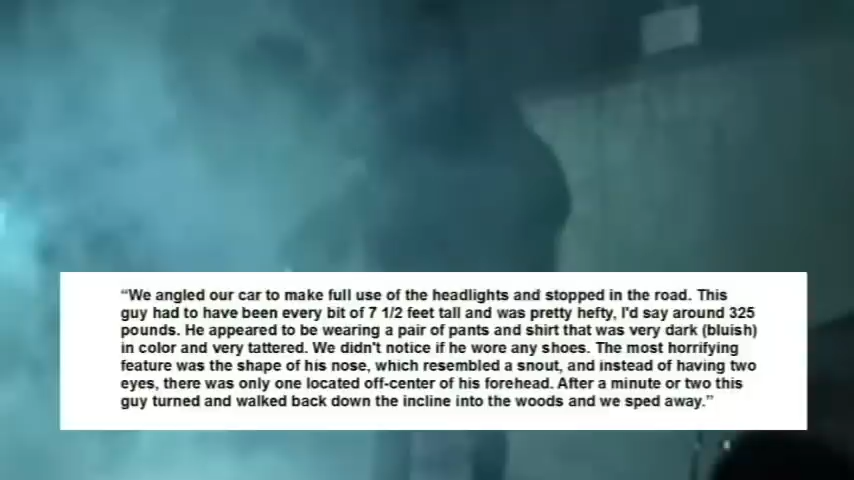 “We angled our car to make full use of the headlights and stopped in the road. This
guy had to have been every bit of 7 1/2 feet tall and was pretty hefty, I'd say around 325
pounds. He appeared to be wearing a pair of pants and shirt that was very dark (bluish)
in color and very tattered. We didn't notice if he wore any shoes. The most horrifying
feature was the shape of his nose, which resembled a snout, and instead of having two
eyes, there was only one located off-center of his forehead. After a minute or two this
guy turned and walked back down the incline into the woods and we sped away.”